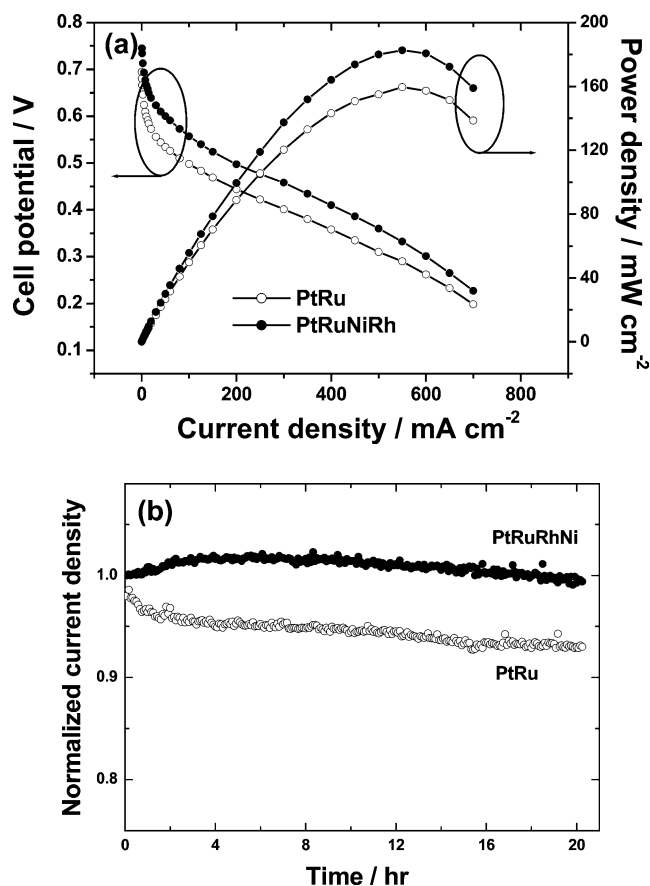 (a)
0.8
0.7
0.6
0.5
0.4
0.3
0.2
0.1
Cell potential / V
200
160
120
80
40
0
Power density / mW cm-2
PtRu
PtRuNiRh
0 200 400 600 800
Current density / mA cm-2
(b)
PtRuRhNi
PtRu
1.0
0.9
0.8
Normalized current density
0 4 8 12 16 20
Time / hr